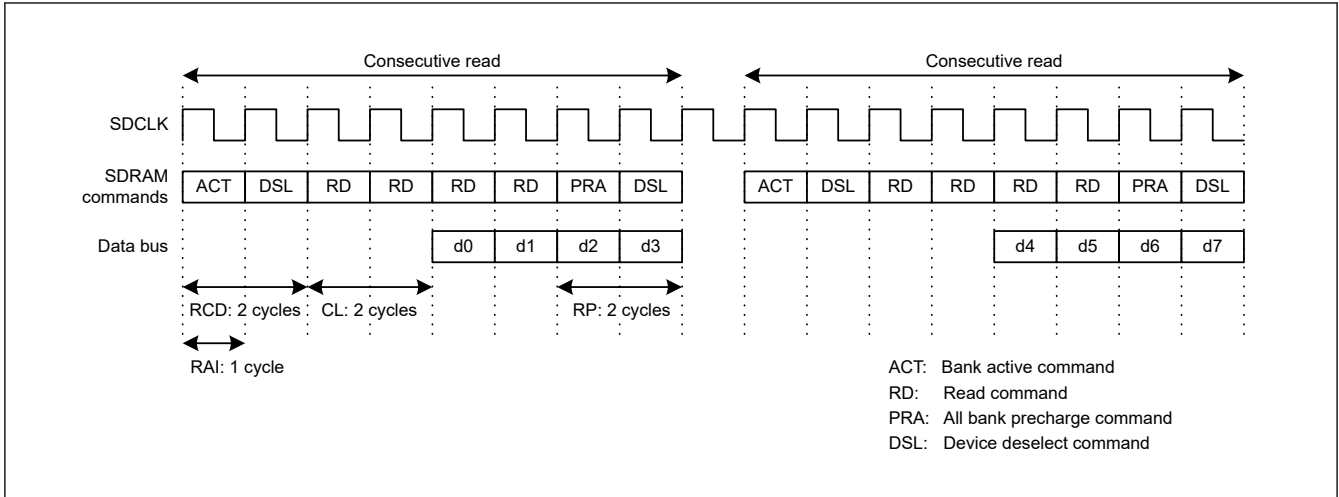 Consecutive read Consecutive read
SDCLK
SDRAM
commands
ACT DSL RD RD RD RD PRA DSL ACT DSL RD RD RD RD PRA DSL
Data bus d0 d1 d2 d3 d4 d5 d6 d7
RCD: 2 cycles CL: 2 cycles RP: 2 cycles
RAI: 1 cycle
ACT: Bank active command
RD: Read command
PRA: All bank precharge command
DSL: Device deselect command